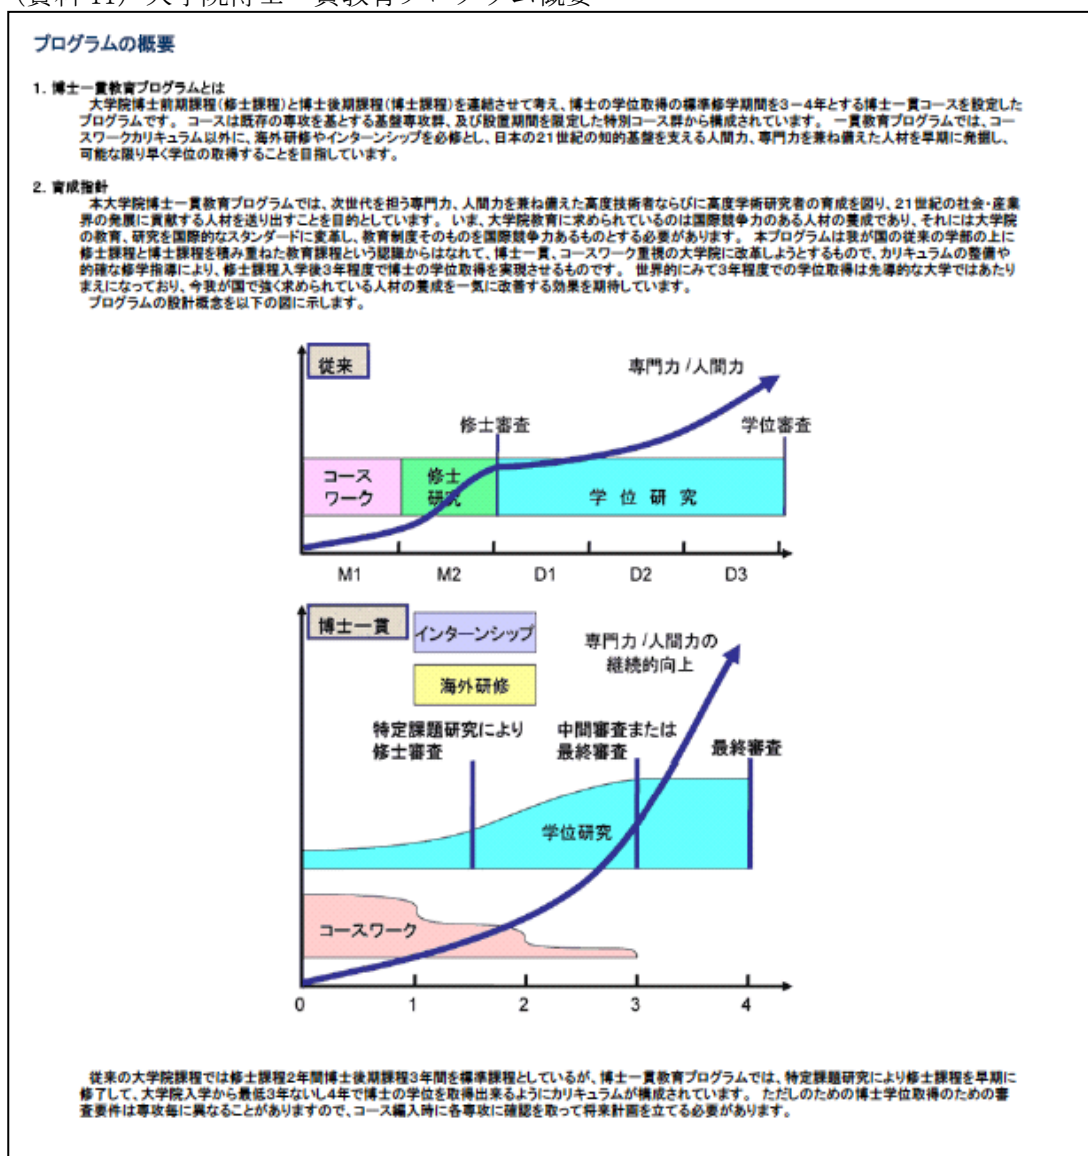 (資料 11) 大学院博士一貫教育プログラム概要
プログラムの概要
1. 博士一貫教育プログラムとは
大学院博士前期課程(修士課程)と博士後期課程(博士課程)を連結させて考え、博士の学位取得の標準修学期間を3-4年とする博士一貫コースを設定した
プログラムです。 コースは既存の専攻を基とする基盤専攻群、及び設置期間を限定した特別コース群から構成されています。 一貫教育プログラムでは、コー
スワークカリキュラム以外に、海外研修やインターンシップを必修とし、日本の21世紀の知的基盤を支える人間力、専門力を兼ね備えた人材を早期に発掘し、
可能な限り早く学位の取得することを目指しています。
2. 育成指針
本大学院博士一貫教育プログラムでは、次世代を担う専門力、人間力を兼ね備えた高度技術者ならびに高度学術研究者の育成を図り、21世紀の社会・産業
界の発展に貢献する人材を送り出すことを目的としています。 いま、大学院教育に求められているのは国際競争力のある人材の養成であり、それには大学院
の教育、研究を国際的なスタンダードに変革し、教育制度そのものを国際競争力あるものとする必要があります。 本プログラムは我が国の従来の学部の上に
修士課程と博士課程を積み重ねた教育課程という認識からはなれて、博士一貫、コースワーク重視の大学院に改革しようとするもので、カリキュラムの整備や
的確な修学指導により、修士課程入学後3年程度で博士の学位取得を実現させるものです。 世界的にみて3年程度での学位取得は先導的な大学ではあたり
まえになっており、今我が国で強く求められている人材の養成を一気に改善する効果を期待しています。
プログラムの設計概念を以下の図に示します。
従来
専門力/人間力
修士審査
学位審査
コース
ワーク
修士
研究
学位研究
M1
M2
D1
D2
D3
博士一貫
インターンシップ
専門力/人間力の
継続的向上
海外研修
特定課題研究により
修士審査
中間審査または
最終審査
最終審査
学位研究
コースワーク
0
1
2
3
4
従来の大学院課程では修士課程2年間博士後期課程3年間を標準課程としているが、博士一貫教育プログラムでは、特定課題研究により修士課程を早期に
修了して、大学院入学から最低3年ないし4年で博士の学位を取得出来るようにカリキュラムが構成されています。 ただしのための博士学位取得のための審
査要件は専攻毎に異なることがありますので、コース編入時に各専攻に確認を取って将来計画を立てる必要があります。